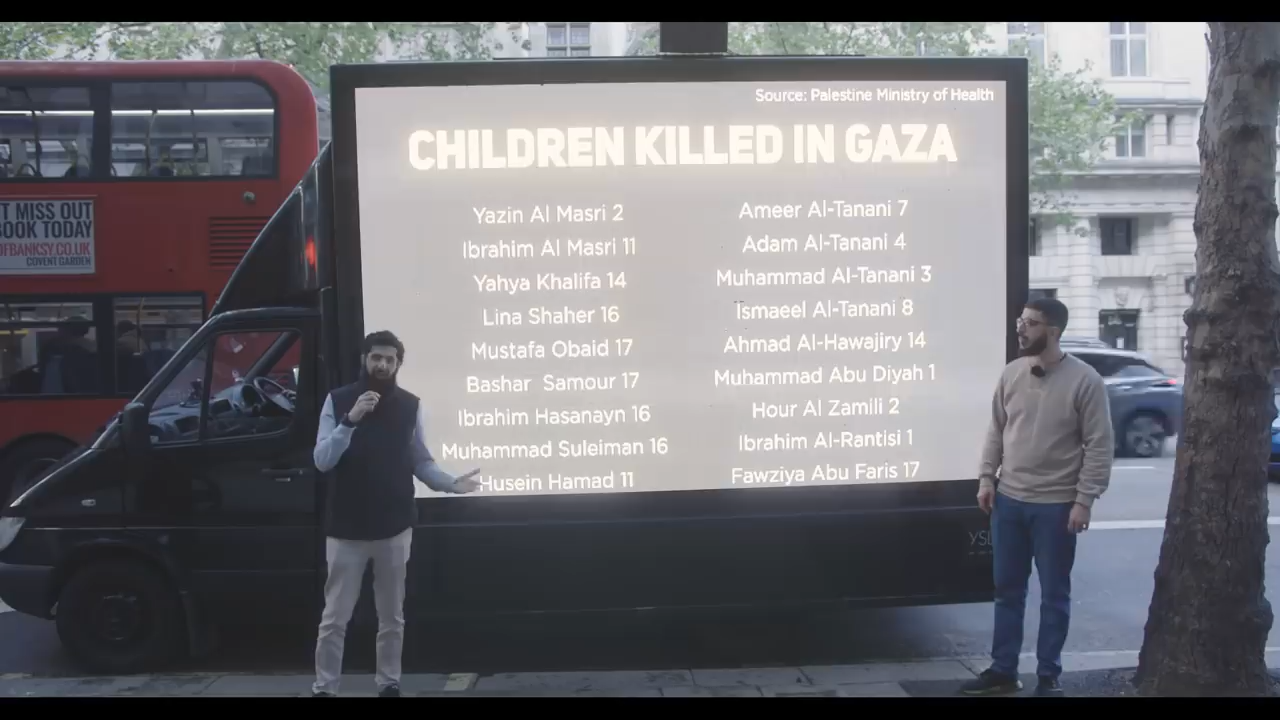 T MISS OUT
BOOK TODAY
OFBANKSY.CO.UK
COVENT GARDEN
Source: Palestine Ministry of Health
CHILDREN KILLED IN GAZA
Yazin Al Masri 2
Ibrahim Al Masri 11
Yahya Khalifa 14
Lina Shaher 16
Mustafa Obaid 17
Bashar Samour 17
Ibrahim Hasanayn 16
Muhammad Suleiman 16
Husein Hamad 11
Ameer Al-Tanani 7
Adam Al-Tanani 4
Muhammad Al-Tanani 3
Ismaeel Al-Tanani 8
Ahmad Al-Hawajiry 14
Muhammad Abu Diyah 1
Hour Al Zamili 2
Ibrahim Al-Rantisi 1
Fawziya Abu Faris 17